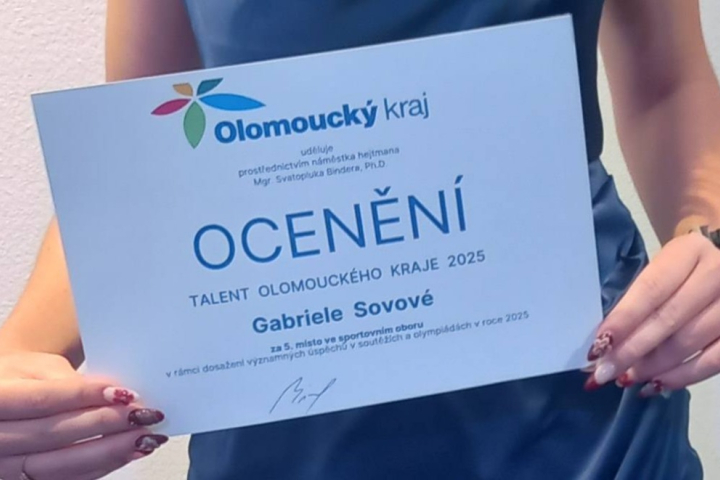 Olomoucký kraj
uděluje
prostřednictvím náměstka hejtmana
Mgr. Svatopluka Bindera, Ph.D.
OCENĚNÍ
TALENT OLOMOUCKÉHO KRAJE 2025
Gabriele Sovové
za 5. místo ve sportovním oboru
v rámci dosažení významných úspěchů v soutěžích a olympiádách v roce 2025